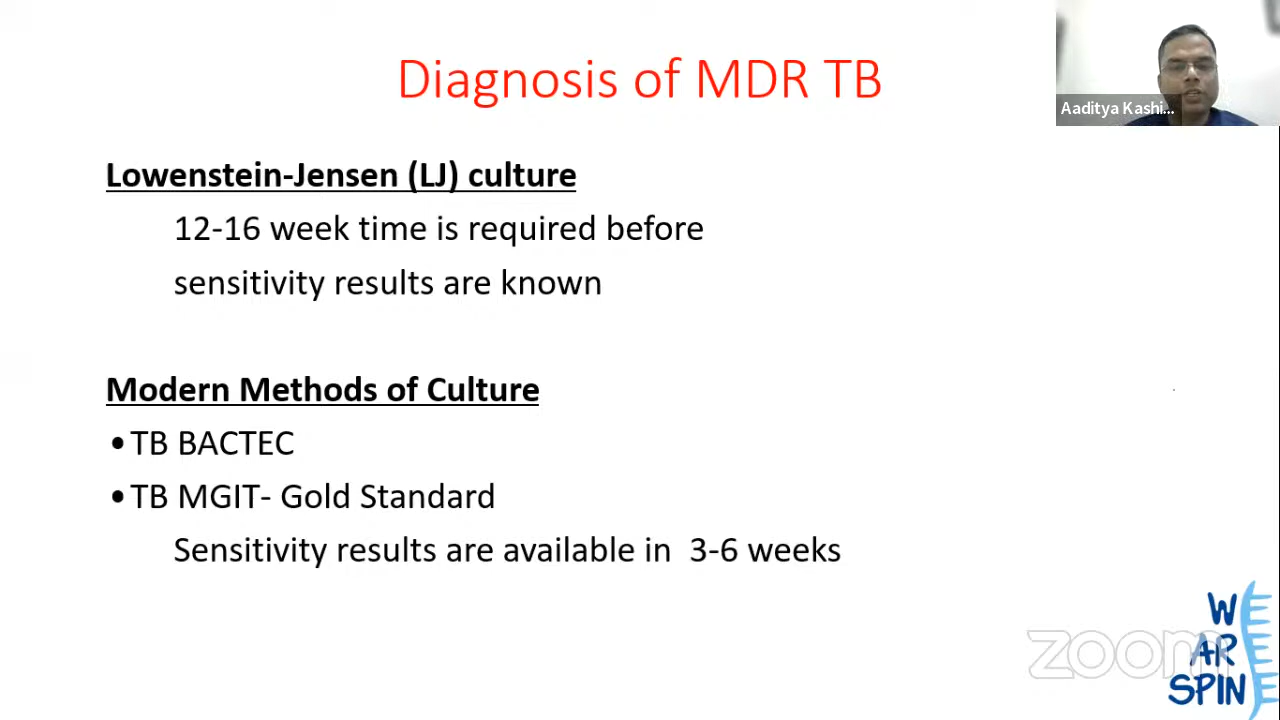 Diagnosis of MDR TB
Aaditya Kashi...
Lowenstein-Jensen (LJ) culture
12-16 week time is required before
sensitivity results are known
Modern Methods of Culture
•TB BACTEC
•TB MGIT- Gold Standard
Sensitivity results are available in 3-6 weeks
zoom
W
AR
SPIN